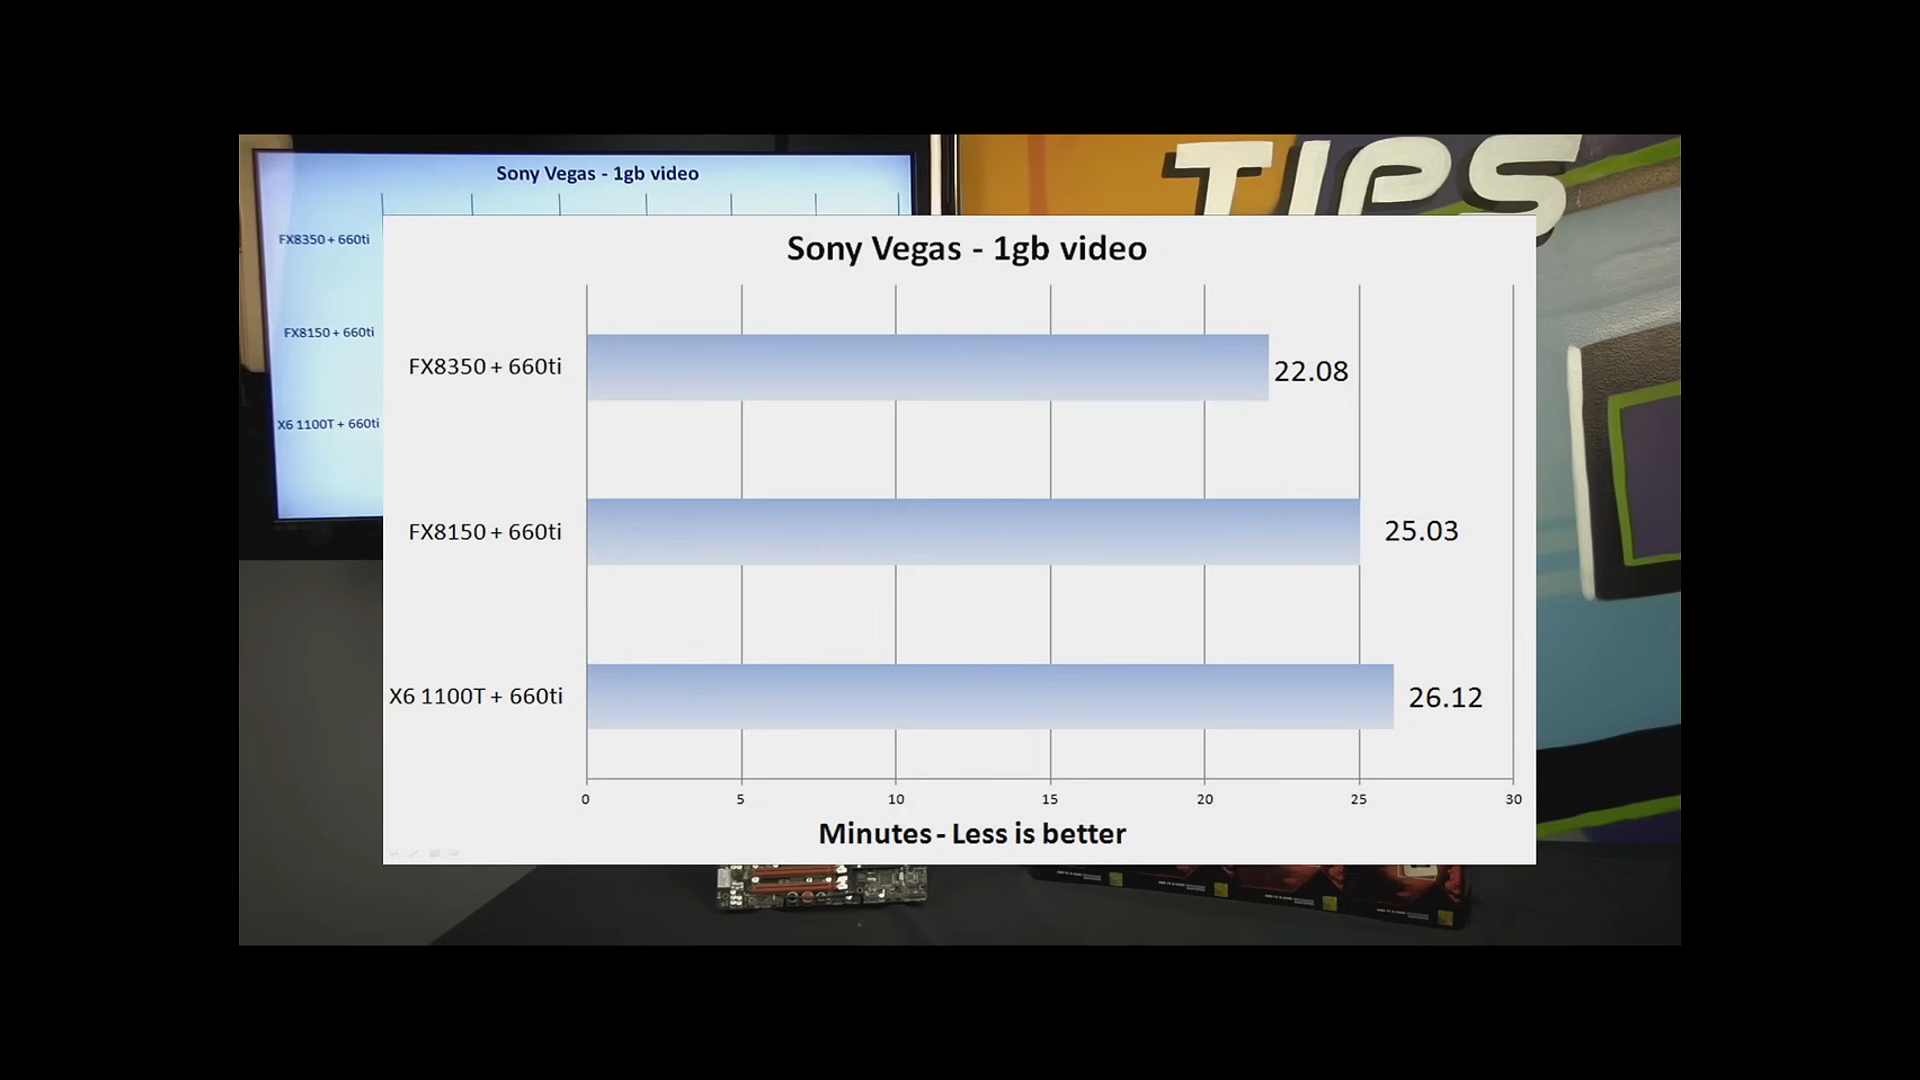 TIPS
Sony Vegas - 1gb video
FX8350 + 660ti
FX8150 + 660ti
X6 1100T + 660ti
Sony Vegas - 1gb video
FX8350 + 660ti
22.08
FX8150 + 660ti
25.03
X6 1100T + 660ti
26.12
0 5 10 15 20 25 30
Minutes - Less is better